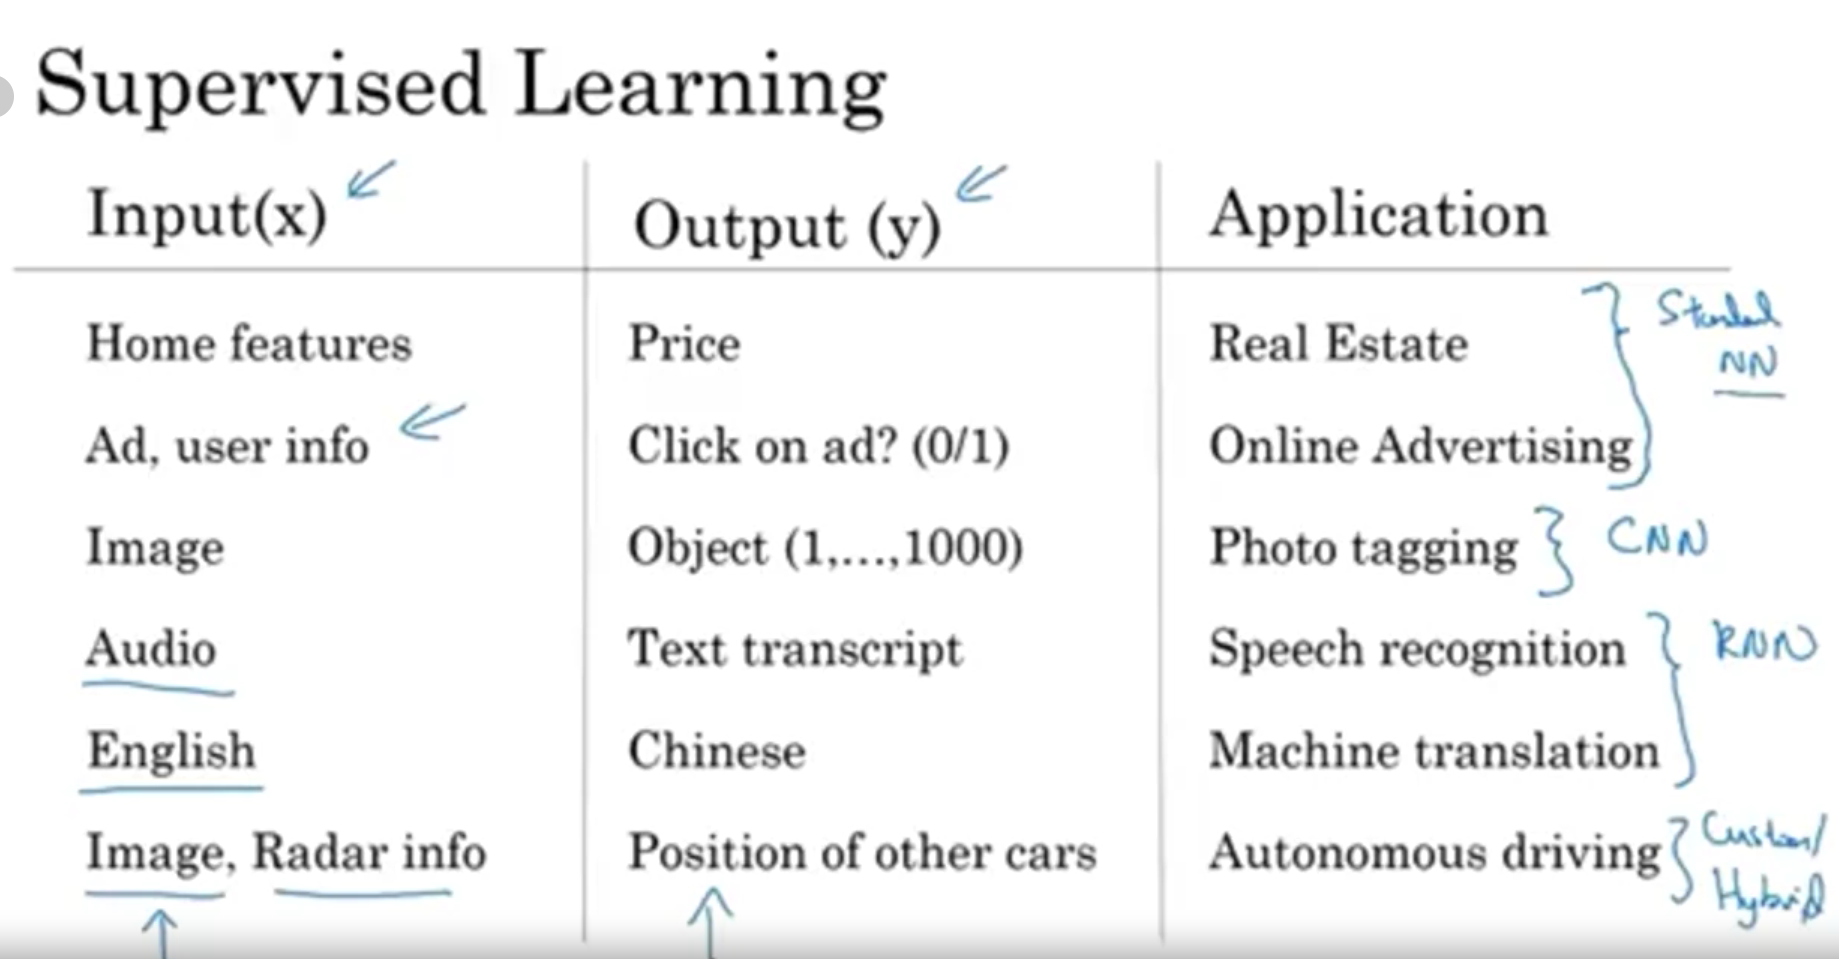 Supervised Learning
Input(x) Output (y) Application
Home features Price Real Estate Standard
NN
Ad, user info Click on ad? (0/1) Online Advertising
Image Object (1,...,1000) Photo tagging CNN
Audio Text transcript Speech recognition RNN
English Chinese Machine translation
Image, Radar info Position of other cars Autonomous driving Custom/
Hybrid